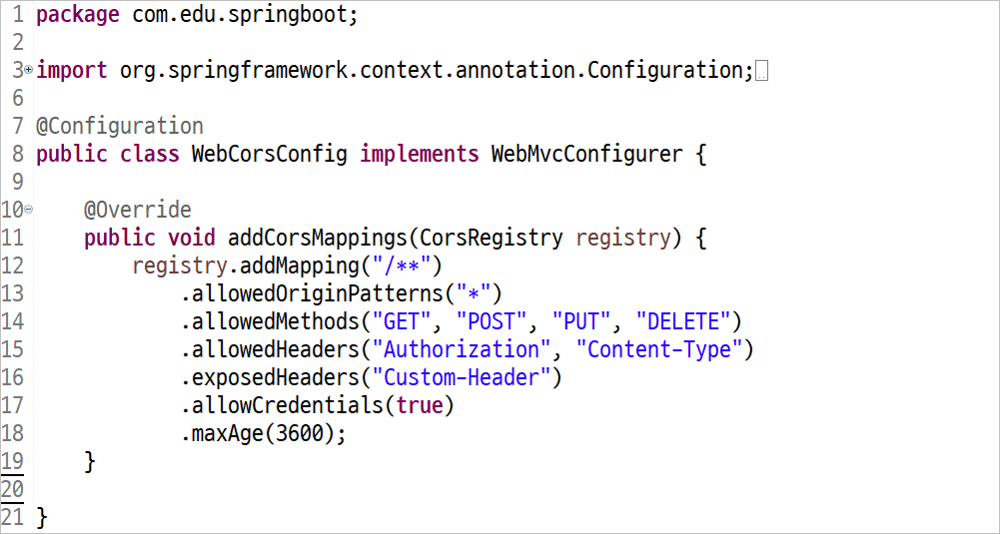 1 package com.edu.springboot;
2
3 import org.springframework.context.annotation.Configuration;
6
7 @Configuration
8 public class WebCorsConfig implements WebMvcConfigurer {
9
10     @Override
11     public void addCorsMappings(CorsRegistry registry) {
12         registry.addMapping("/**")
13             .allowedOriginPatterns("*")
14             .allowedMethods("GET", "POST", "PUT", "DELETE")
15             .allowedHeaders("Authorization", "Content-Type")
16             .exposedHeaders("Custom-Header")
17             .allowCredentials(true)
18             .maxAge(3600);
19     }
20
21 }